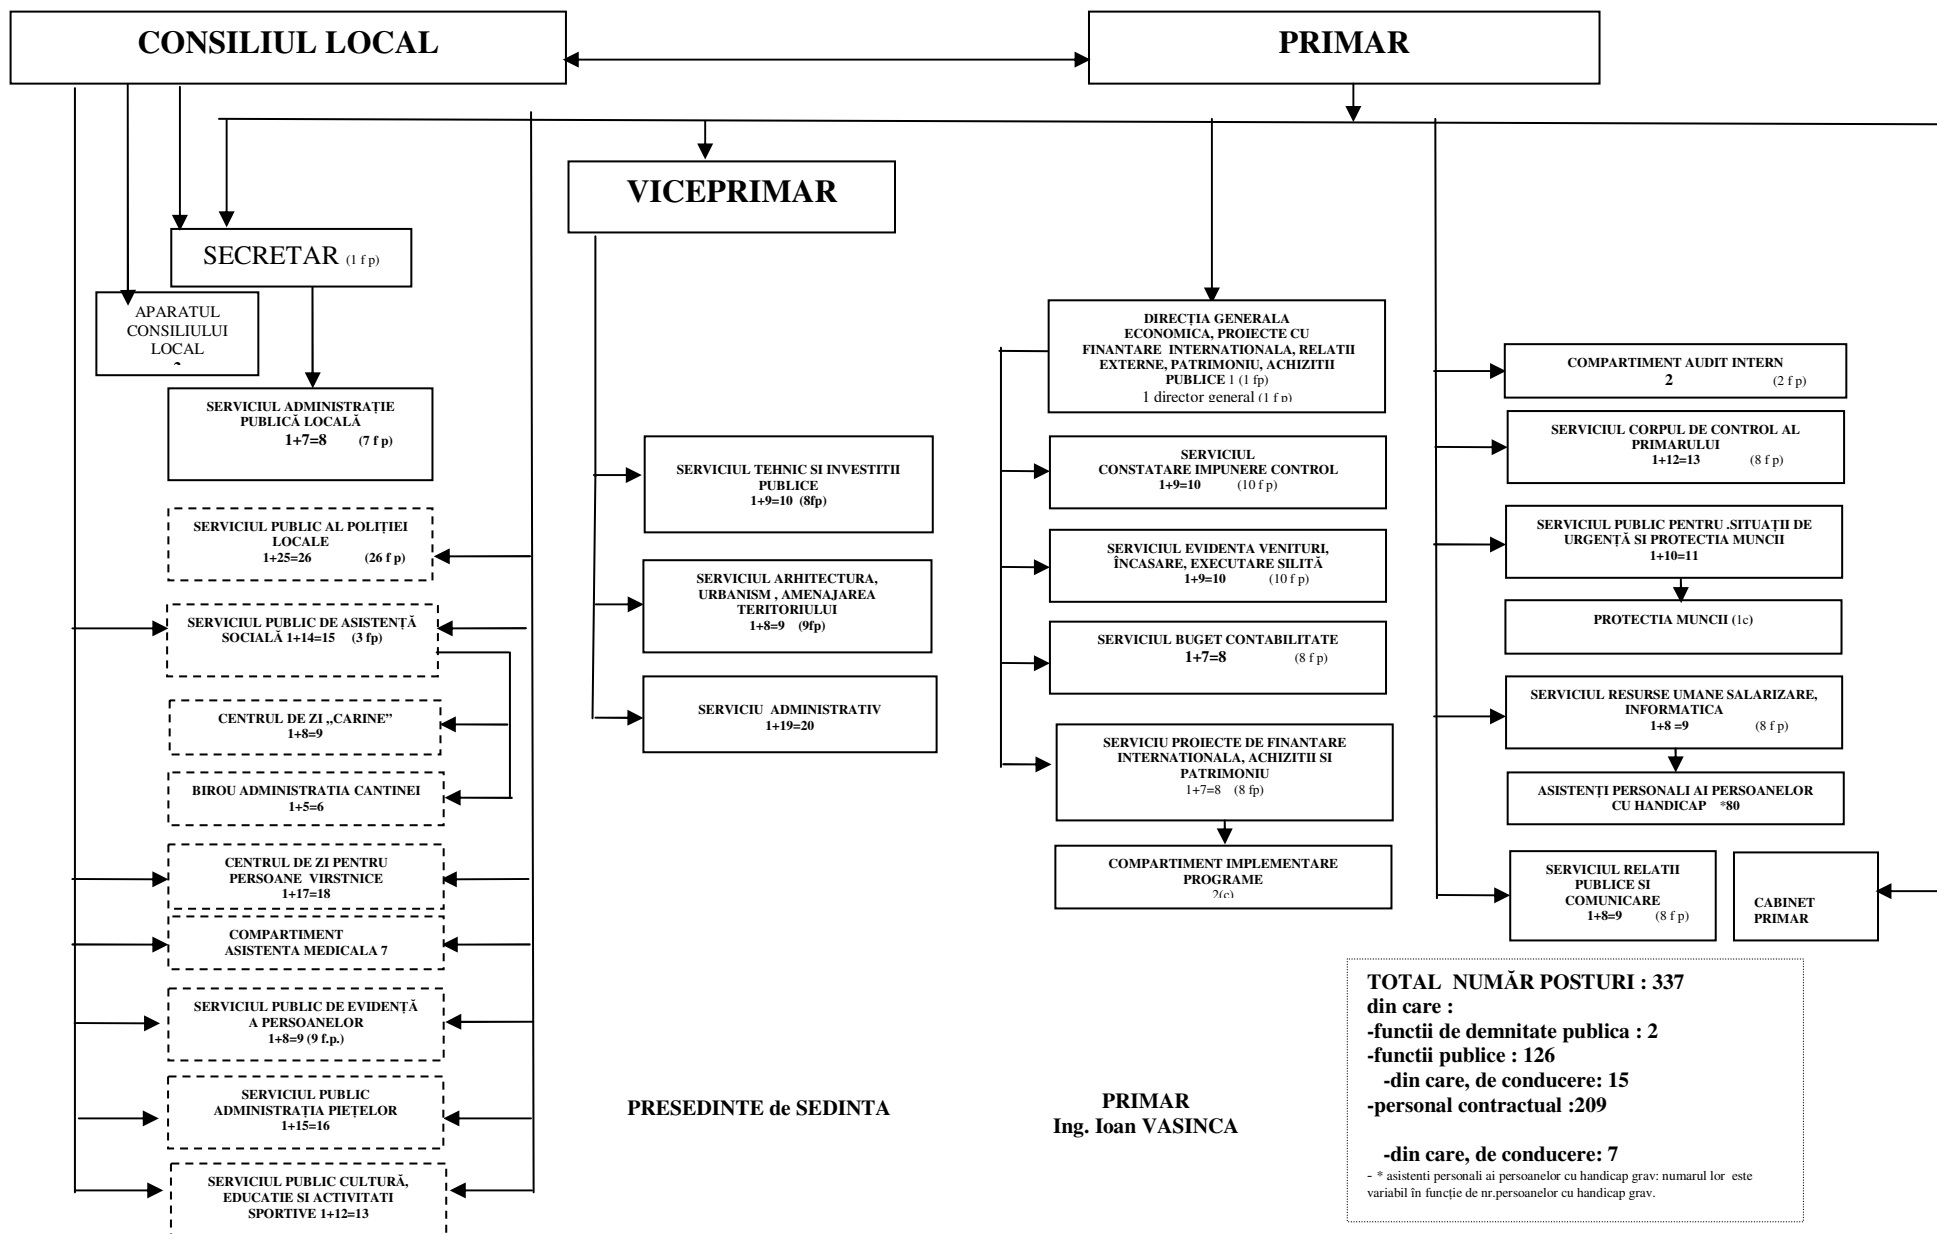 CONSILIUL LOCAL
PRIMAR
VICEPRIMAR
SECRETAR (1 f p)
APARATUL
CONSILIULUI
LOCAL
SERVICIUL ADMINISTRAȚIE
PUBLICĂ LOCALĂ
1+7=8 (7 f p)
SERVICIUL PUBLIC AL POLIȚIEI
LOCALE
1+25=26 (26 f p)
SERVICIUL PUBLIC DE ASISTENȚĂ
SOCIALĂ 1+14=15 (3 fp)
CENTRUL DE ZI „CARINE”
1+8=9
BIROU ADMINISTRATIA CANTINEI
1+5=6
CENTRUL DE ZI PENTRU
PERSOANE VIRSTNICE
1+17=18
COMPARTIMENT
ASISTENTA MEDICALA 7
SERVICIUL PUBLIC DE EVIDENȚĂ
A PERSOANELOR
1+8=9 (9 f.p.)
SERVICIUL PUBLIC
ADMINISTRAȚIA PIEȚELOR
1+15=16
SERVICIUL PUBLIC CULTURĂ,
EDUCATIE SI ACTIVITATI
SPORTIVE 1+12=13
SERVICIUL TEHNIC SI INVESTITII
PUBLICE
1+9=10 (8fp)
SERVICIUL ARHITECTURA,
URBANISM , AMENAJAREA
TERITORIULUI
1+8=9 (9fp)
SERVICIU ADMINISTRATIV
1+19=20
DIRECȚIA GENERALA
ECONOMICA, PROIECTE CU
FINANTARE INTERNATIONALA, RELATII
EXTERNE, PATRIMONIU, ACHIZITII
PUBLICE 1 (1 fp)
1 director general (1 f p)
SERVICIUL
CONSTATARE IMPUNERE CONTROL
1+9=10 (10 f p)
SERVICIUL EVIDENTA VENITURI,
ÎNCASARE, EXECUTARE SILITĂ
1+9=10 (10 f p)
SERVICIUL BUGET CONTABILITATE
1+7=8 (8 f p)
SERVICIU PROIECTE DE FINANTARE
INTERNATIONALA, ACHIZITII SI
PATRIMONIU
1+7=8 (8 fp)
COMPARTIMENT IMPLEMENTARE
PROGRAME
2(c)
COMPARTIMENT AUDIT INTERN
2 (2 f p)
SERVICIUL CORPUL DE CONTROL AL
PRIMARULUI
1+12=13 (8 f p)
SERVICIUL PUBLIC PENTRU .SITUAȚII DE
URGENȚĂ SI PROTECTIA MUNCII
1+10=11
PROTECTIA MUNCII (1c)
SERVICIUL RESURSE UMANE SALARIZARE,
INFORMATICA
1+8 =9 (8 f p)
ASISTENȚI PERSONALI AI PERSOANELOR
CU HANDICAP *80
SERVICIUL RELATII
PUBLICE SI
COMUNICARE
1+8=9 (8 f p)
CABINET
PRIMAR
PRESEDINTE de SEDINTA
PRIMAR
Ing. Ioan VASINCA
TOTAL NUMĂR POSTURI : 337
din care :
-functii de demnitate publica : 2
-functii publice : 126
-din care, de conducere: 15
-personal contractual :209
-din care, de conducere: 7
- * asistenti personali ai persoanelor cu handicap grav: numarul lor este
variabil în funcție de nr.persoanelor cu handicap grav.